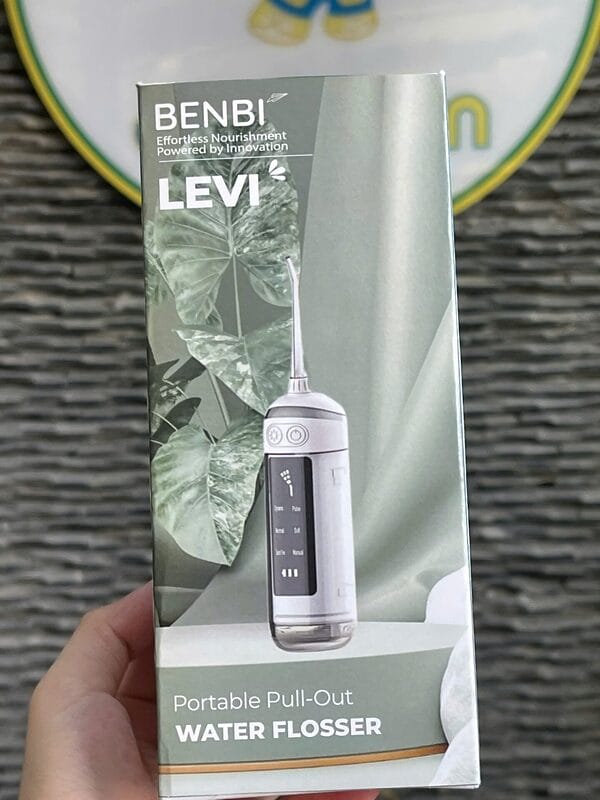 BENBI
Effortless Nourishment
Powered by Innovation
LEVI
Pulse
Normal Soft
Manual
Portable Pull-Out
WATER FLOSSER